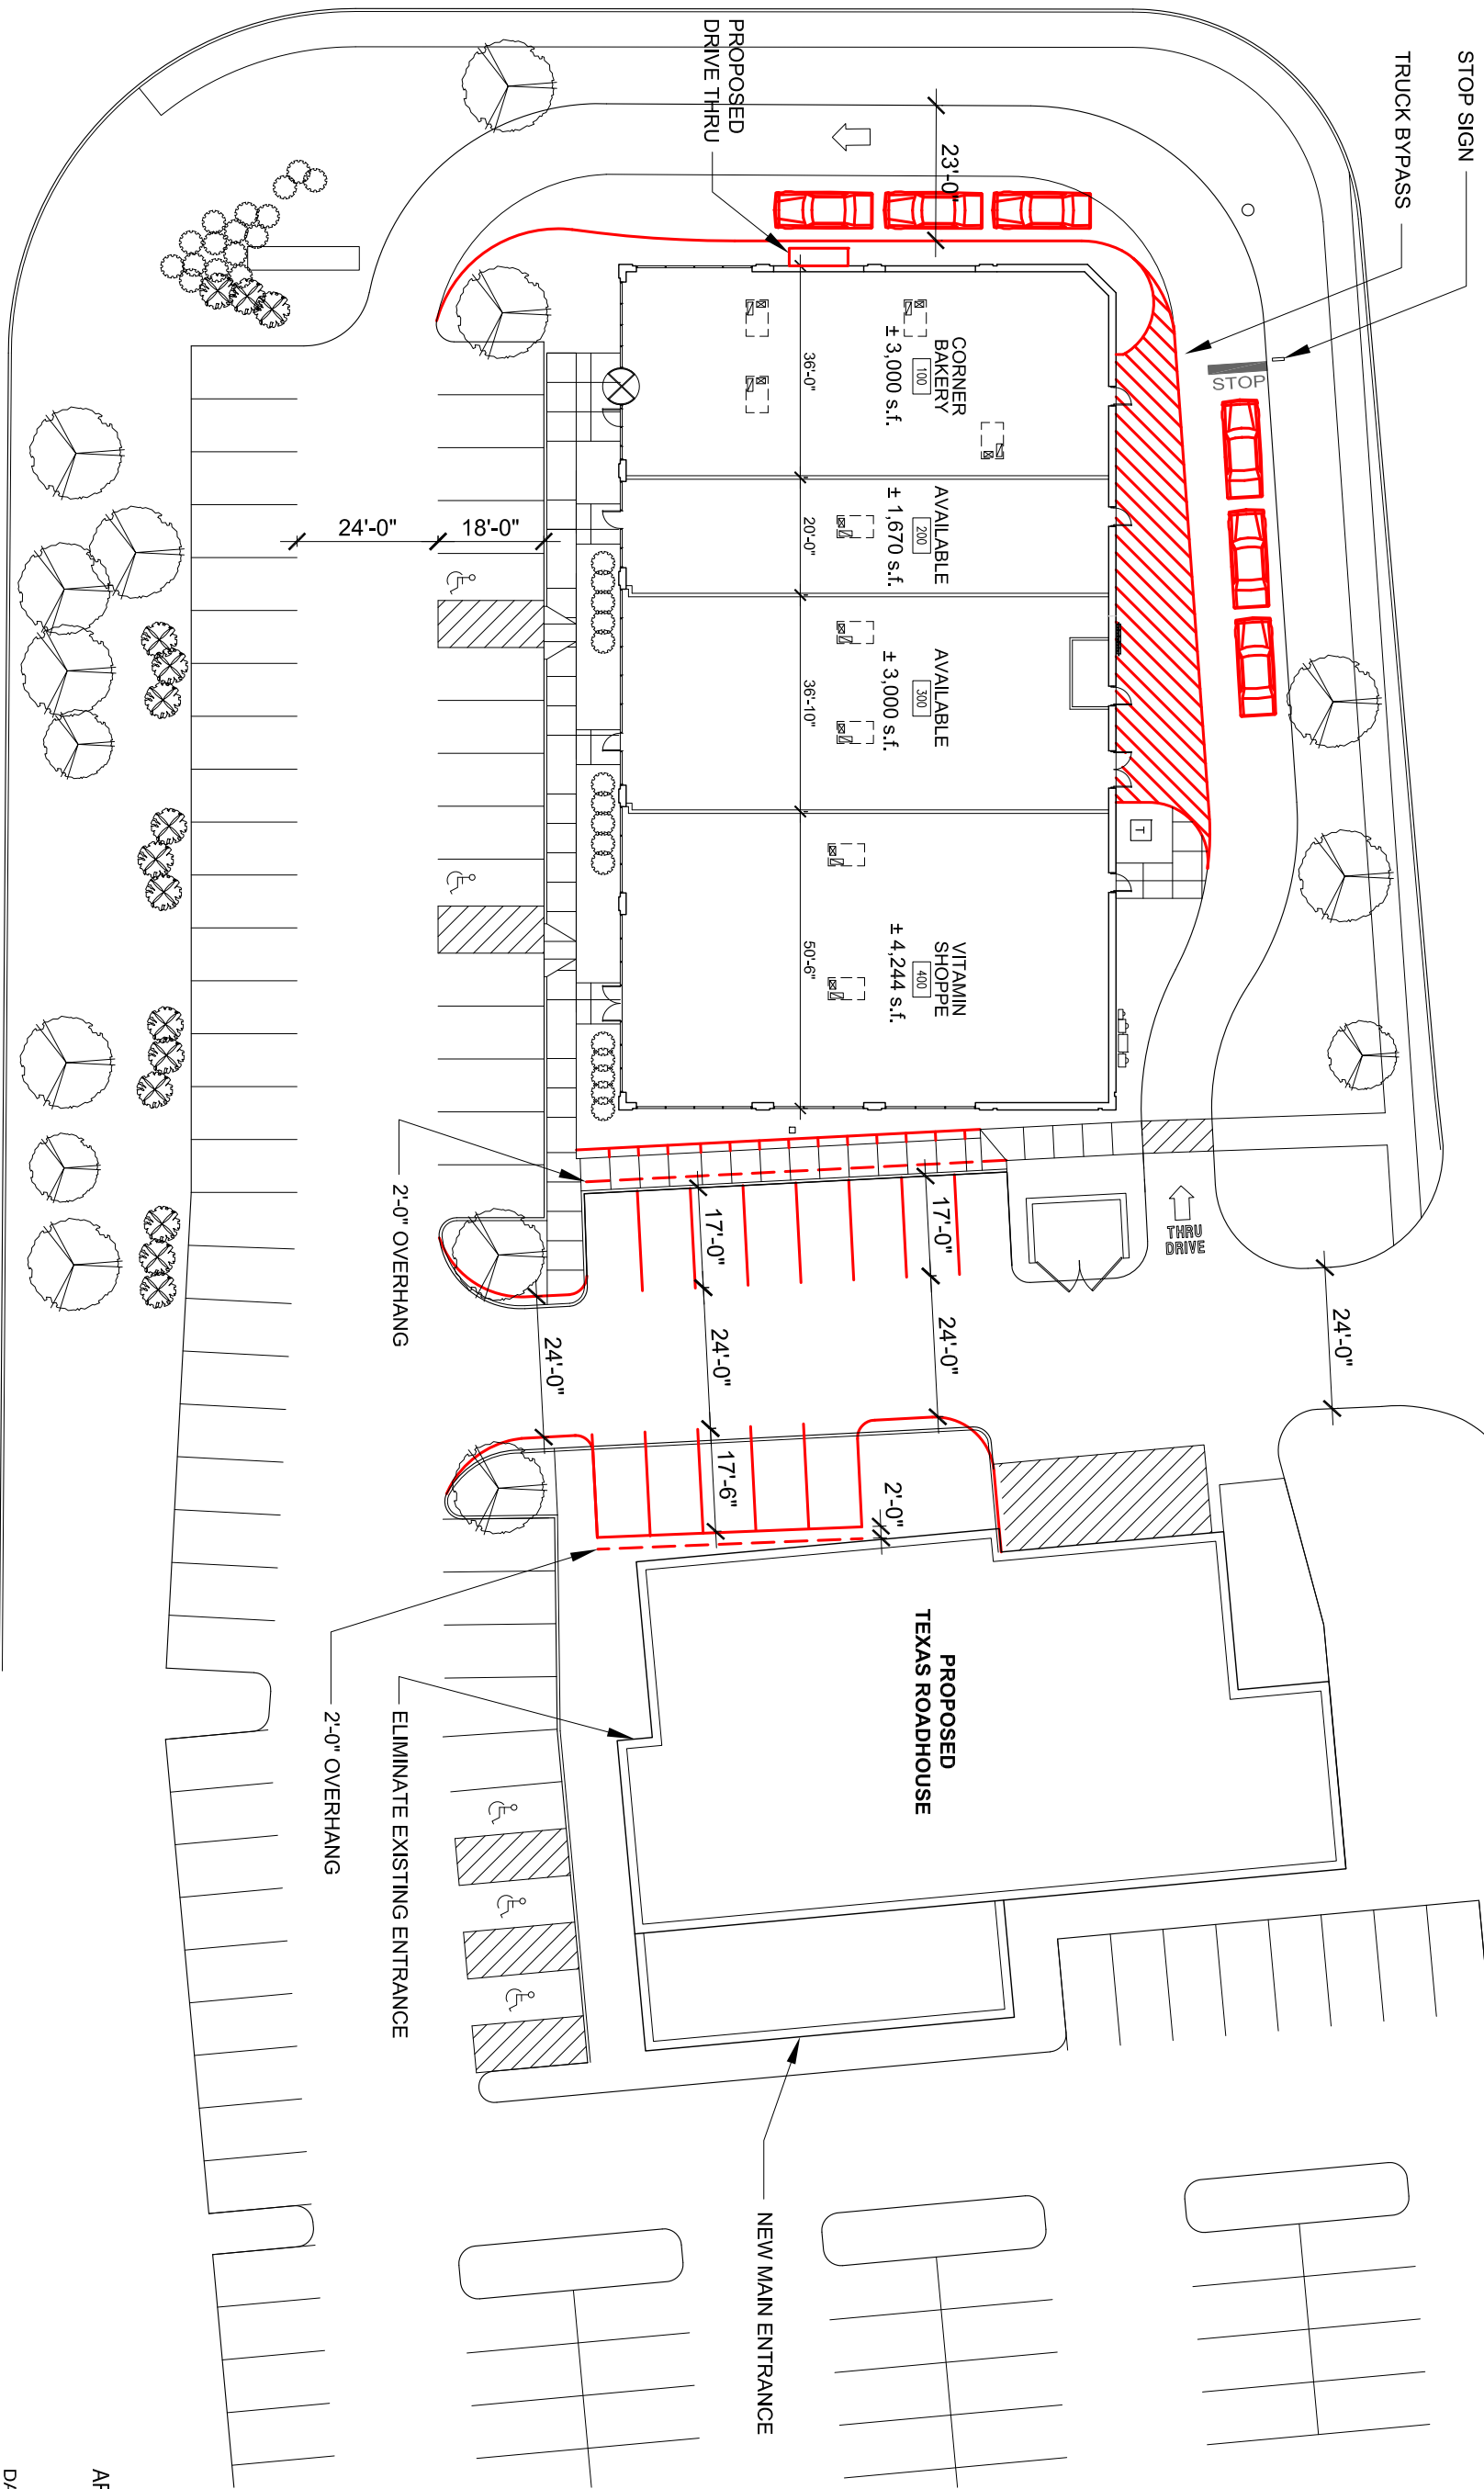 STOP SIGN
TRUCK BYPASS
PROPOSED
DRIVE THRU
23'-0"
STOP
CORNER
BAKERY
100
± 3,000 s.f.
36'-0"
AVAILABLE
200
± 1,670 s.f.
20'-0"
AVAILABLE
300
± 3,000 s.f.
36'-10"
VITAMIN
SHOPPE
400
± 4,244 s.f.
50'-6"
T
24'-0"
18'-0"
THRU
DRIVE
2'-0" OVERHANG
17'-0"
17'-0"
24'-0"
24'-0"
24'-0"
24'-0"
17'-6"
2'-0"
PROPOSED
TEXAS ROADHOUSE
2'-0" OVERHANG
ELIMINATE EXISTING ENTRANCE
NEW MAIN ENTRANCE